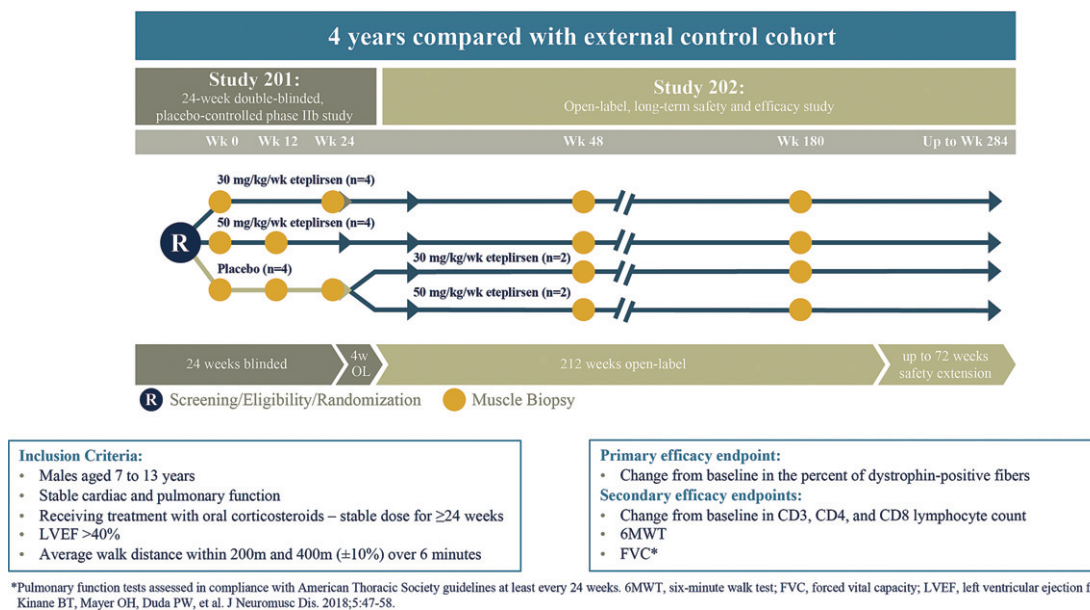 4 years compared with external control cohort
Study 201:
24-week double-blinded,
placebo-controlled phase IIb study
Study 202:
Open-label, long-term safety and efficacy study
Wk 0 Wk 12 Wk 24 Wk 48 Wk 180 Up to Wk 284
30 mg/kg/wk eteplirsen (n=4)
50 mg/kg/wk eteplirsen (n=4)
R
Placebo (n=4)
30 mg/kg/wk eteplirsen (n=2)
50 mg/kg/wk eteplirsen (n=2)
24 weeks blinded
4w
OL
212 weeks open-label
up to 72 weeks
safety extension
R Screening/Eligibility/Randomization Muscle Biopsy
Inclusion Criteria:
• Males aged 7 to 13 years
• Stable cardiac and pulmonary function
• Receiving treatment with oral corticosteroids – stable dose for ≥24 weeks
• LVEF >40%
• Average walk distance within 200m and 400m (±10%) over 6 minutes
Primary efficacy endpoint:
• Change from baseline in the percent of dystrophin-positive fibers
Secondary efficacy endpoints:
• Change from baseline in CD3, CD4, and CD8 lymphocyte count
• 6MWT
• FVC*
*Pulmonary function tests assessed in compliance with American Thoracic Society guidelines at least every 24 weeks. 6MWT, six-minute walk test; FVC, forced vital capacity; LVEF, left ventricular ejection
Kinane BT, Mayer OH, Duda PW, et al. J Neuromusc Dis. 2018;5:47-58.